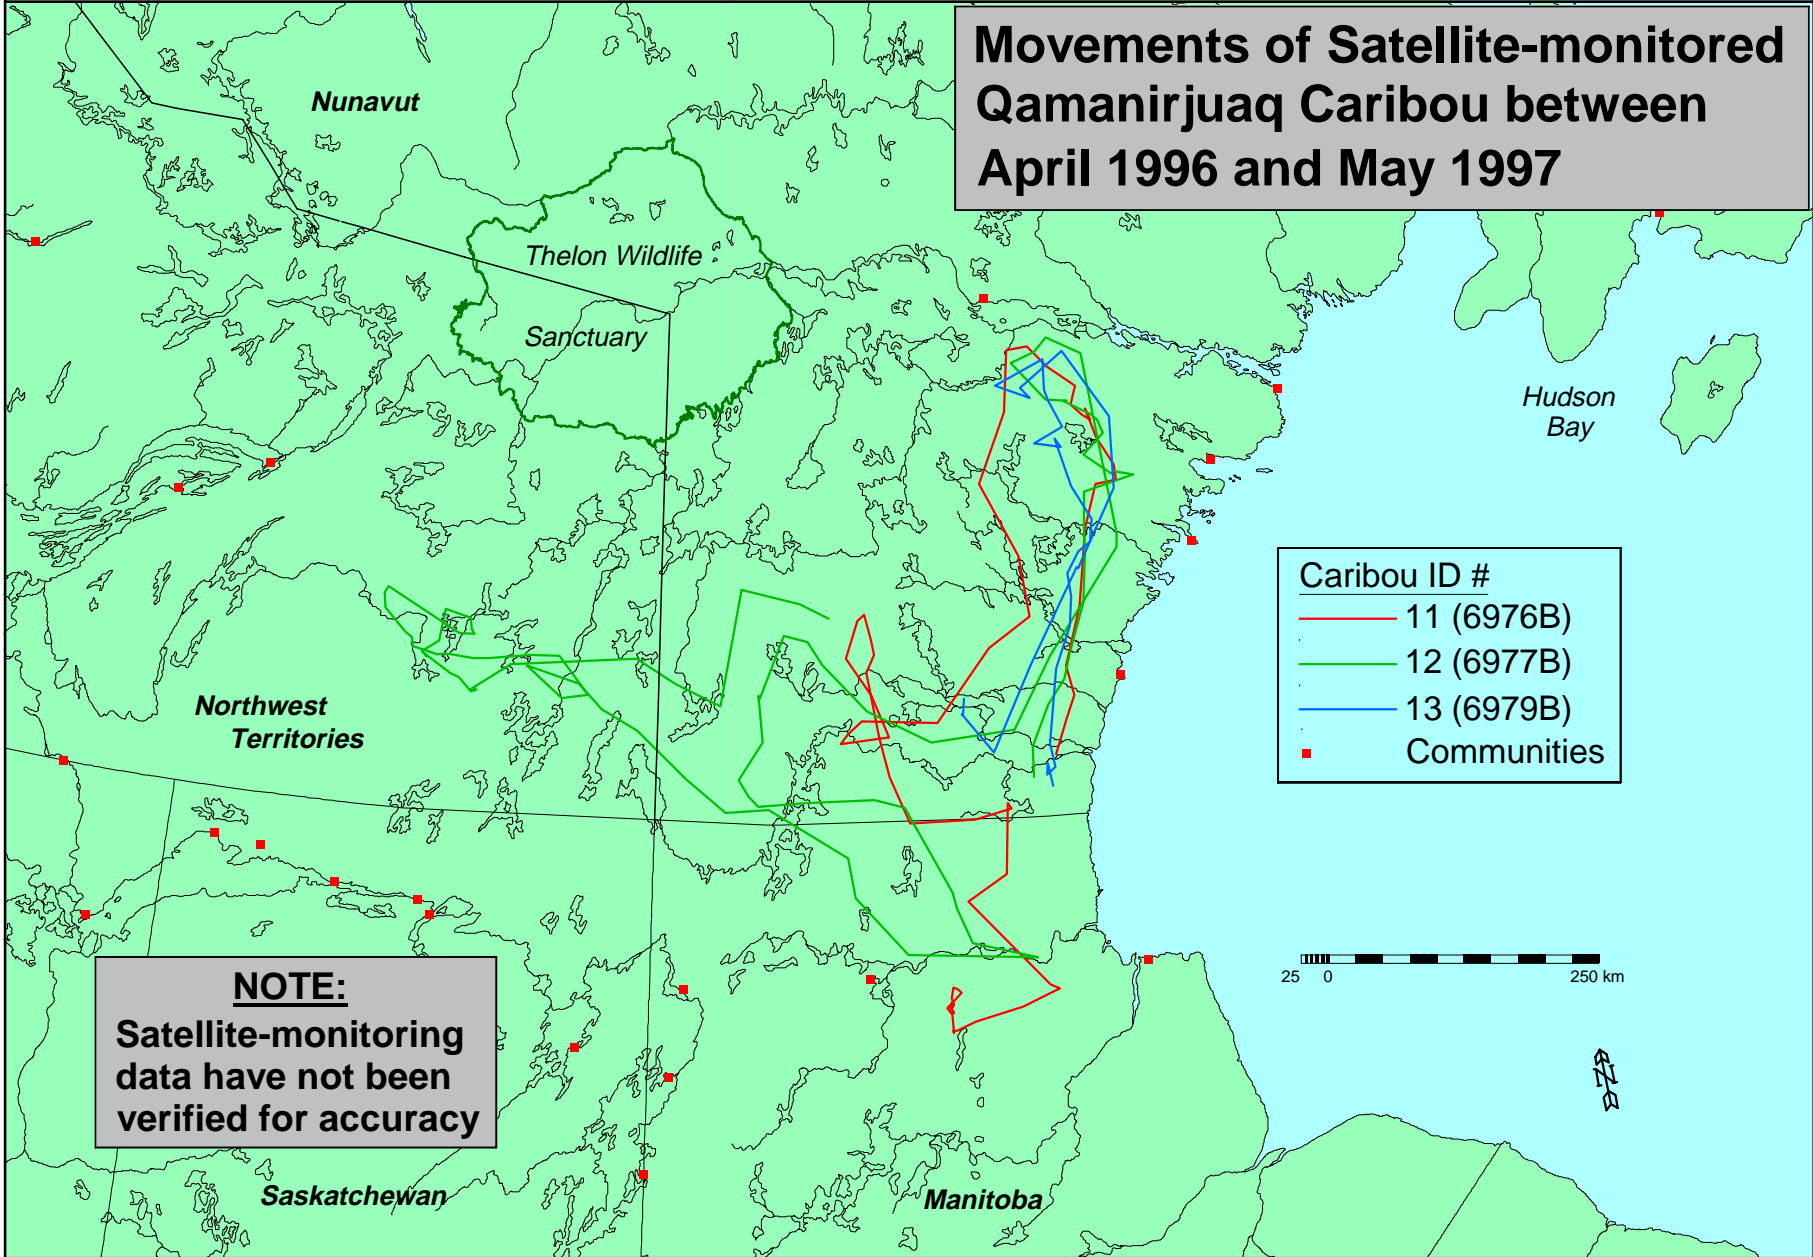 Movements of Satellite-monitored
Qamanirjuaq Caribou between
April 1996 and May 1997
Nunavut
Thelon Wildlife
Sanctuary
Hudson
Bay
Caribou ID #
11 (6976B)
12 (6977B)
13 (6979B)
Communities
Northwest
Territories
25 0 250 km
NOTE:
Satellite-monitoring
data have not been
verified for accuracy
N
Saskatchewan
Manitoba